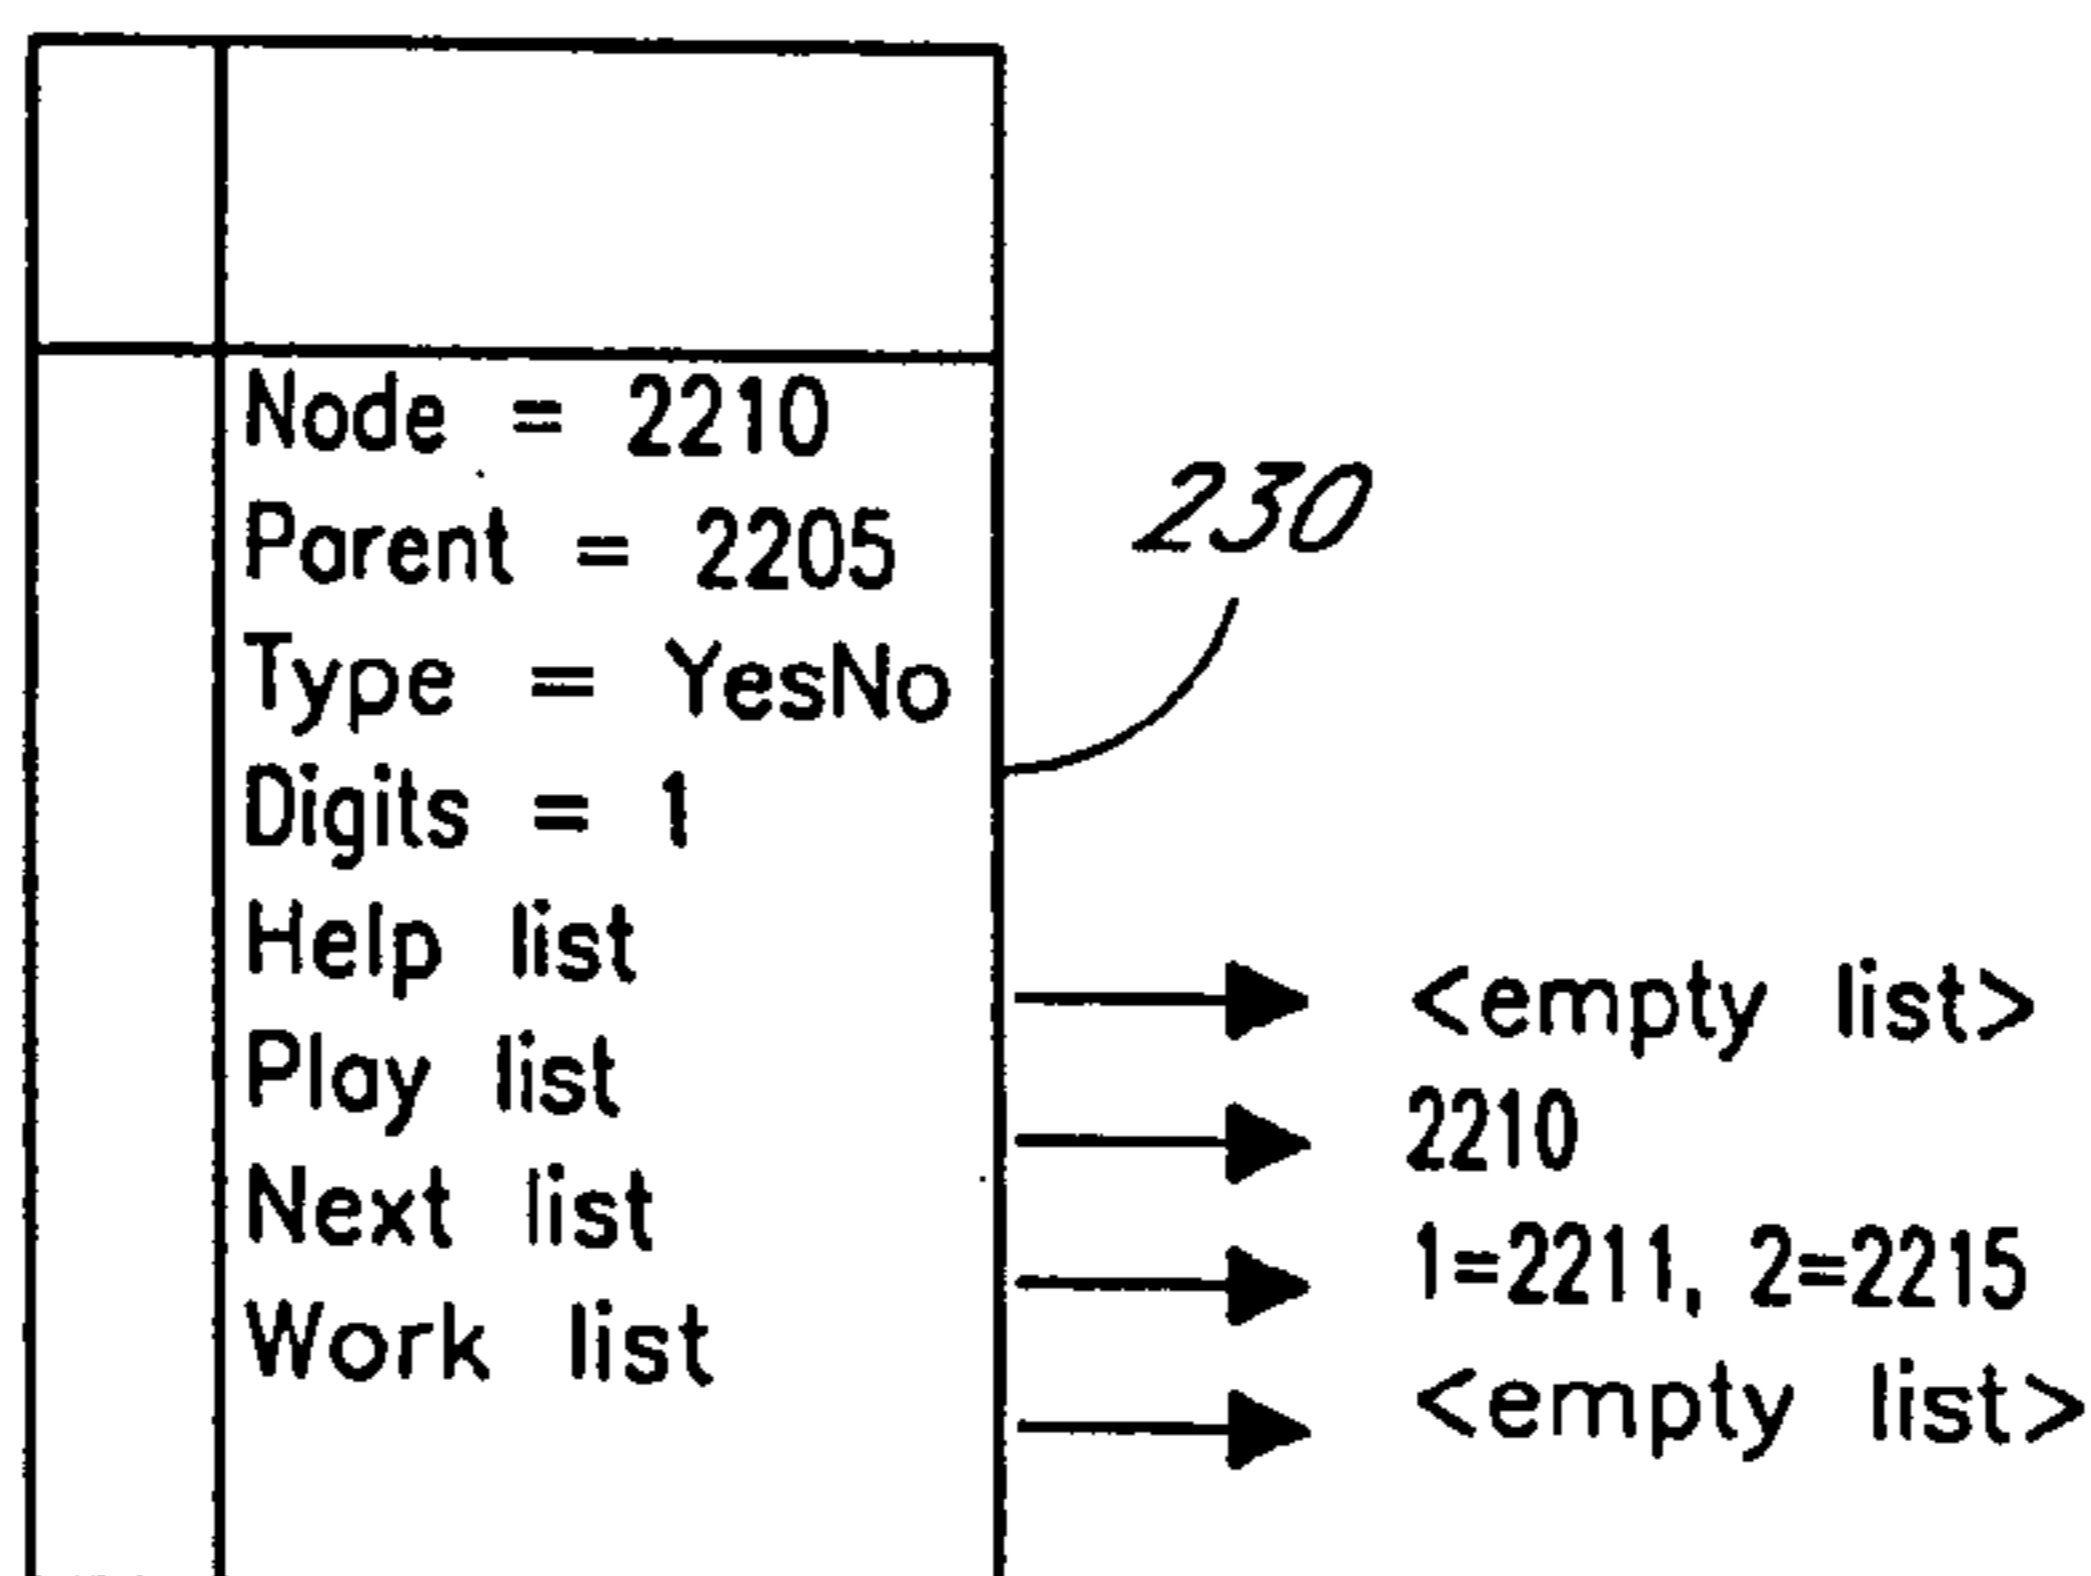 Node = 2210
Parent = 2205
230
Type = YesNo
Digits = 1
Help list
<empty list>
Play list
2210
Next list
1=2211, 2=2215
Work list
<empty list>